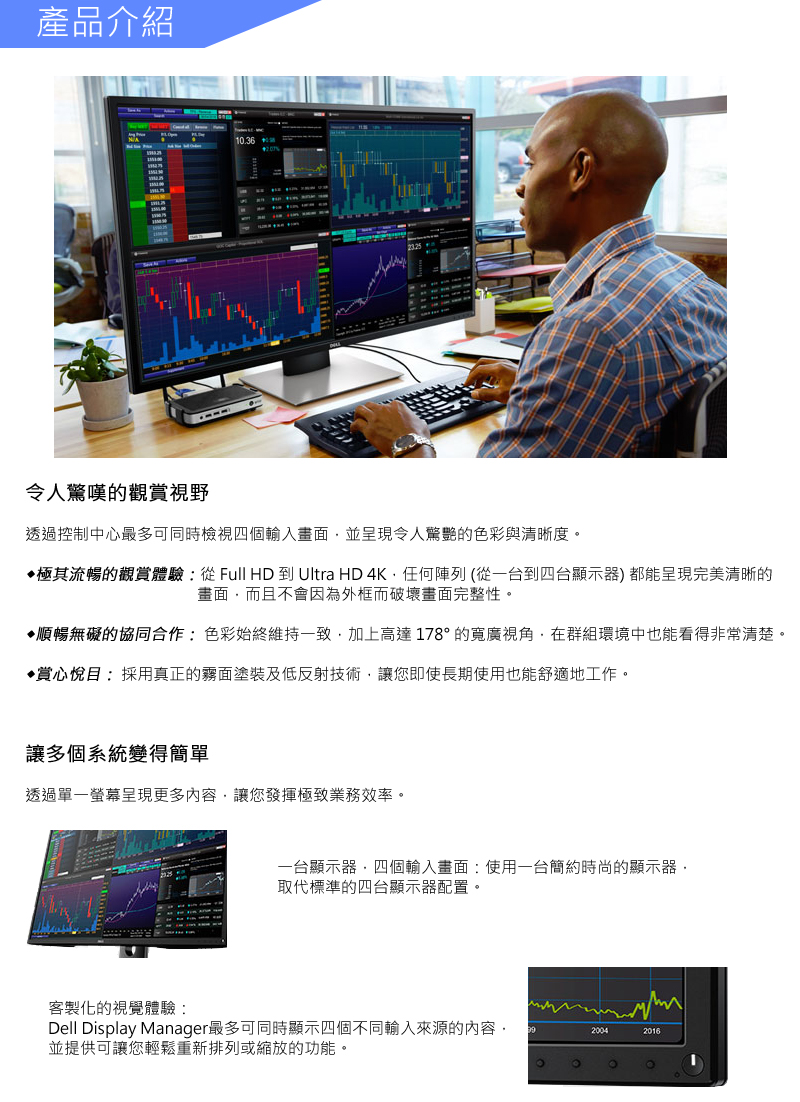 產品介紹
Trades A.C - MNC
10.36
23.25
DELL
令人驚嘆的觀賞視野
透過控制中心最多可同時檢視四個輸入畫面，並呈現令人驚艷的色彩與清晰度。
◆極其流暢的觀賞體驗：從 Full HD 到 Ultra HD 4K，任何陣列 (從一台到四台顯示器) 都能呈現完美清晰的
畫面，而且不會因為外框而破壞畫面完整性。
◆順暢無礙的協同合作： 色彩始終維持一致，加上高達 178° 的寬廣視角，在群組環境中也能看得非常清楚。
◆賞心悅目： 採用真正的霧面塗裝及低反射技術，讓您即使長期使用也能舒適地工作。
讓多個系統變得簡單
透過單一螢幕呈現更多內容，讓您發揮極致業務效率。
23.25
一台顯示器，四個輸入畫面：使用一台簡約時尚的顯示器，
取代標準的四台顯示器配置。
客製化的視覺體驗：
Dell Display Manager最多可同時顯示四個不同輸入來源的內容，
並提供可讓您輕鬆重新排列或縮放的功能。
99 2004 2016